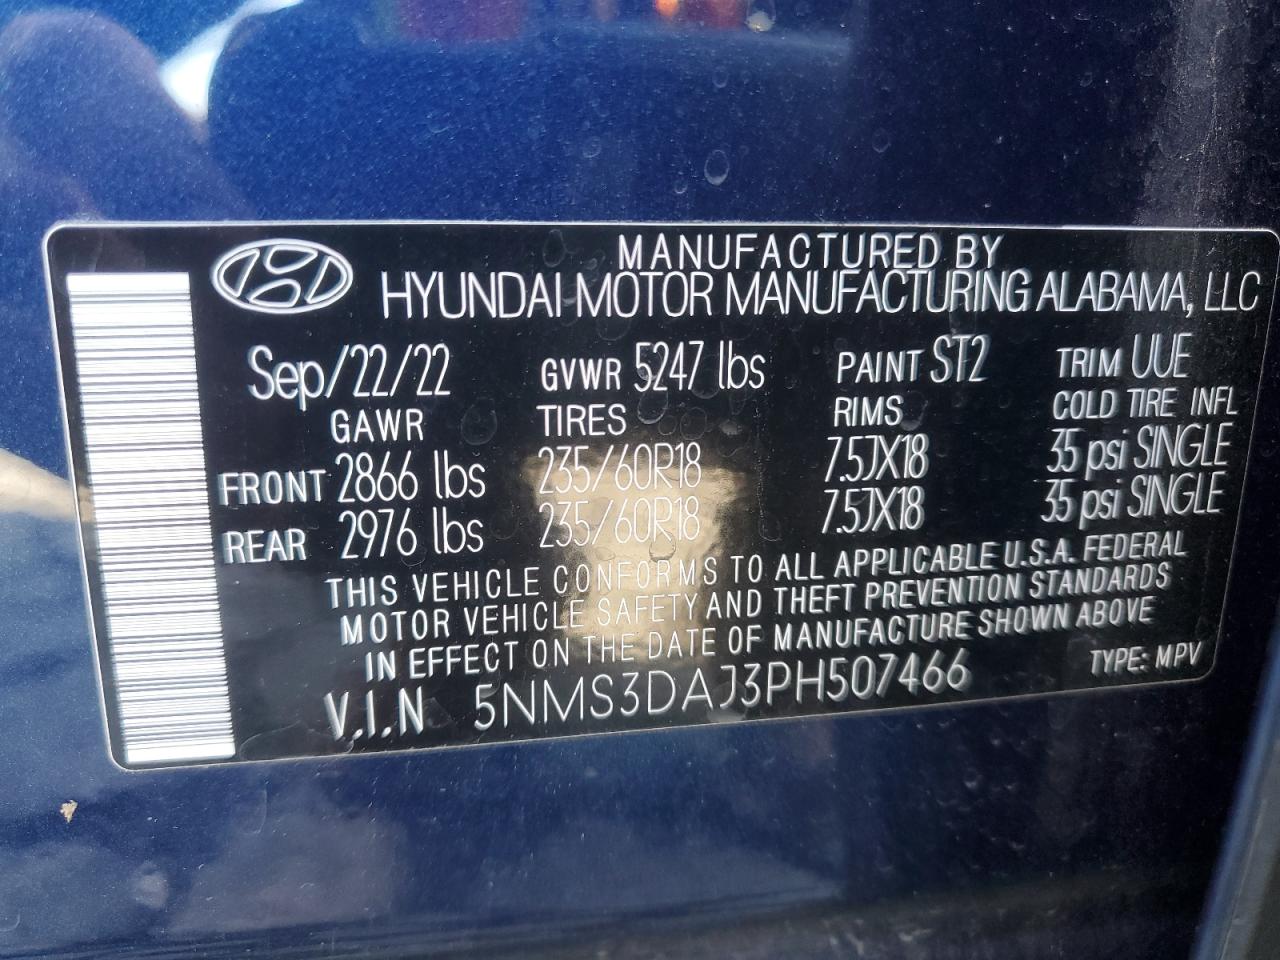 MANUFACTURED BY
HYUNDAI MOTOR MANUFACTURING ALABAMA, LLC
Sep/22/22 GVWR 5247 lbs PAINT ST2 TRIM UUE
GAWR TIRES RIMS COLD TIRE INFL
FRONT 2866 lbs 235/60R18 7.5JX18 35 psi SINGLE
REAR 2976 lbs 235/60R18 7.5JX18 35 psi SINGLE
THIS VEHICLE CONFORMS TO ALL APPLICABLE U.S.A. FEDERAL
MOTOR VEHICLE SAFETY AND THEFT PREVENTION STANDARDS
IN EFFECT ON THE DATE OF MANUFACTURE SHOWN ABOVE
V.I.N 5NMS3DAJ3PH507466 TYPE: MPV